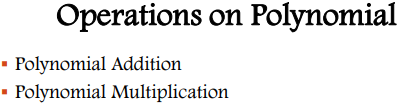 Operations on Polynomial
▪ Polynomial Addition
▪ Polynomial Multiplication